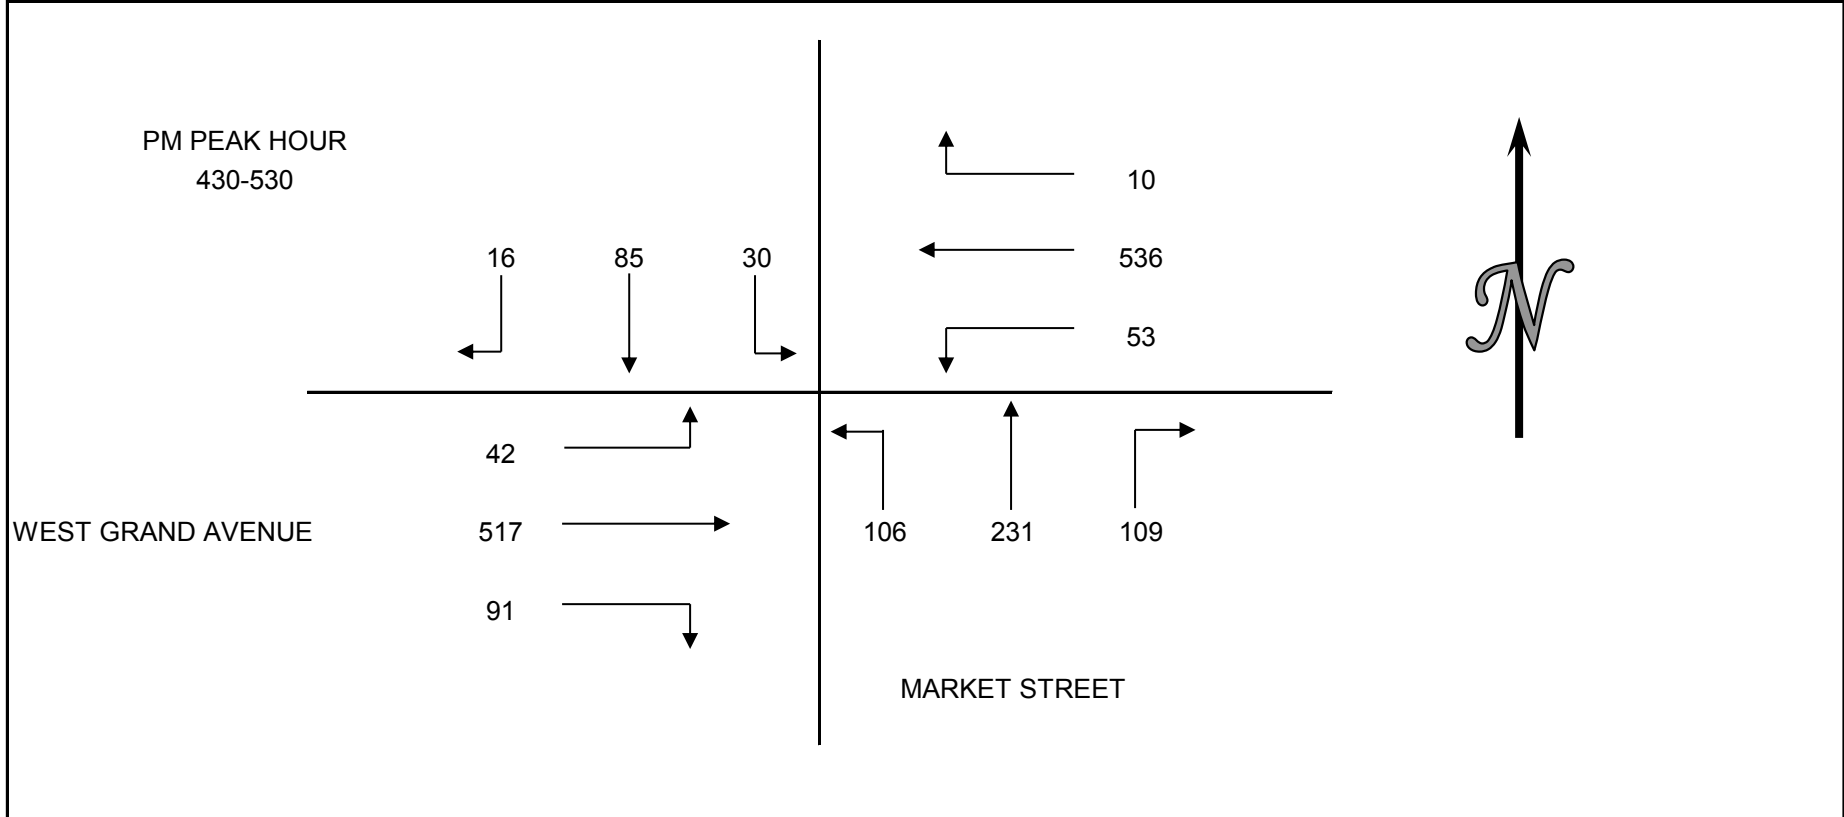 PM PEAK HOUR
430-530
10
16 85 30 536
53
42
WEST GRAND AVENUE 517 106 231 109
91
MARKET STREET
N